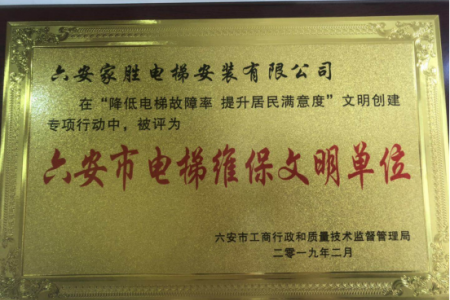 六安家胜电梯安装有限公司
在“降低电梯故障率 提升居民满意度”文明创建
专项行动中，被评为
六安市电梯维保文明单位
六安市工商行政和质量技术监督管理局
二零一九年二月